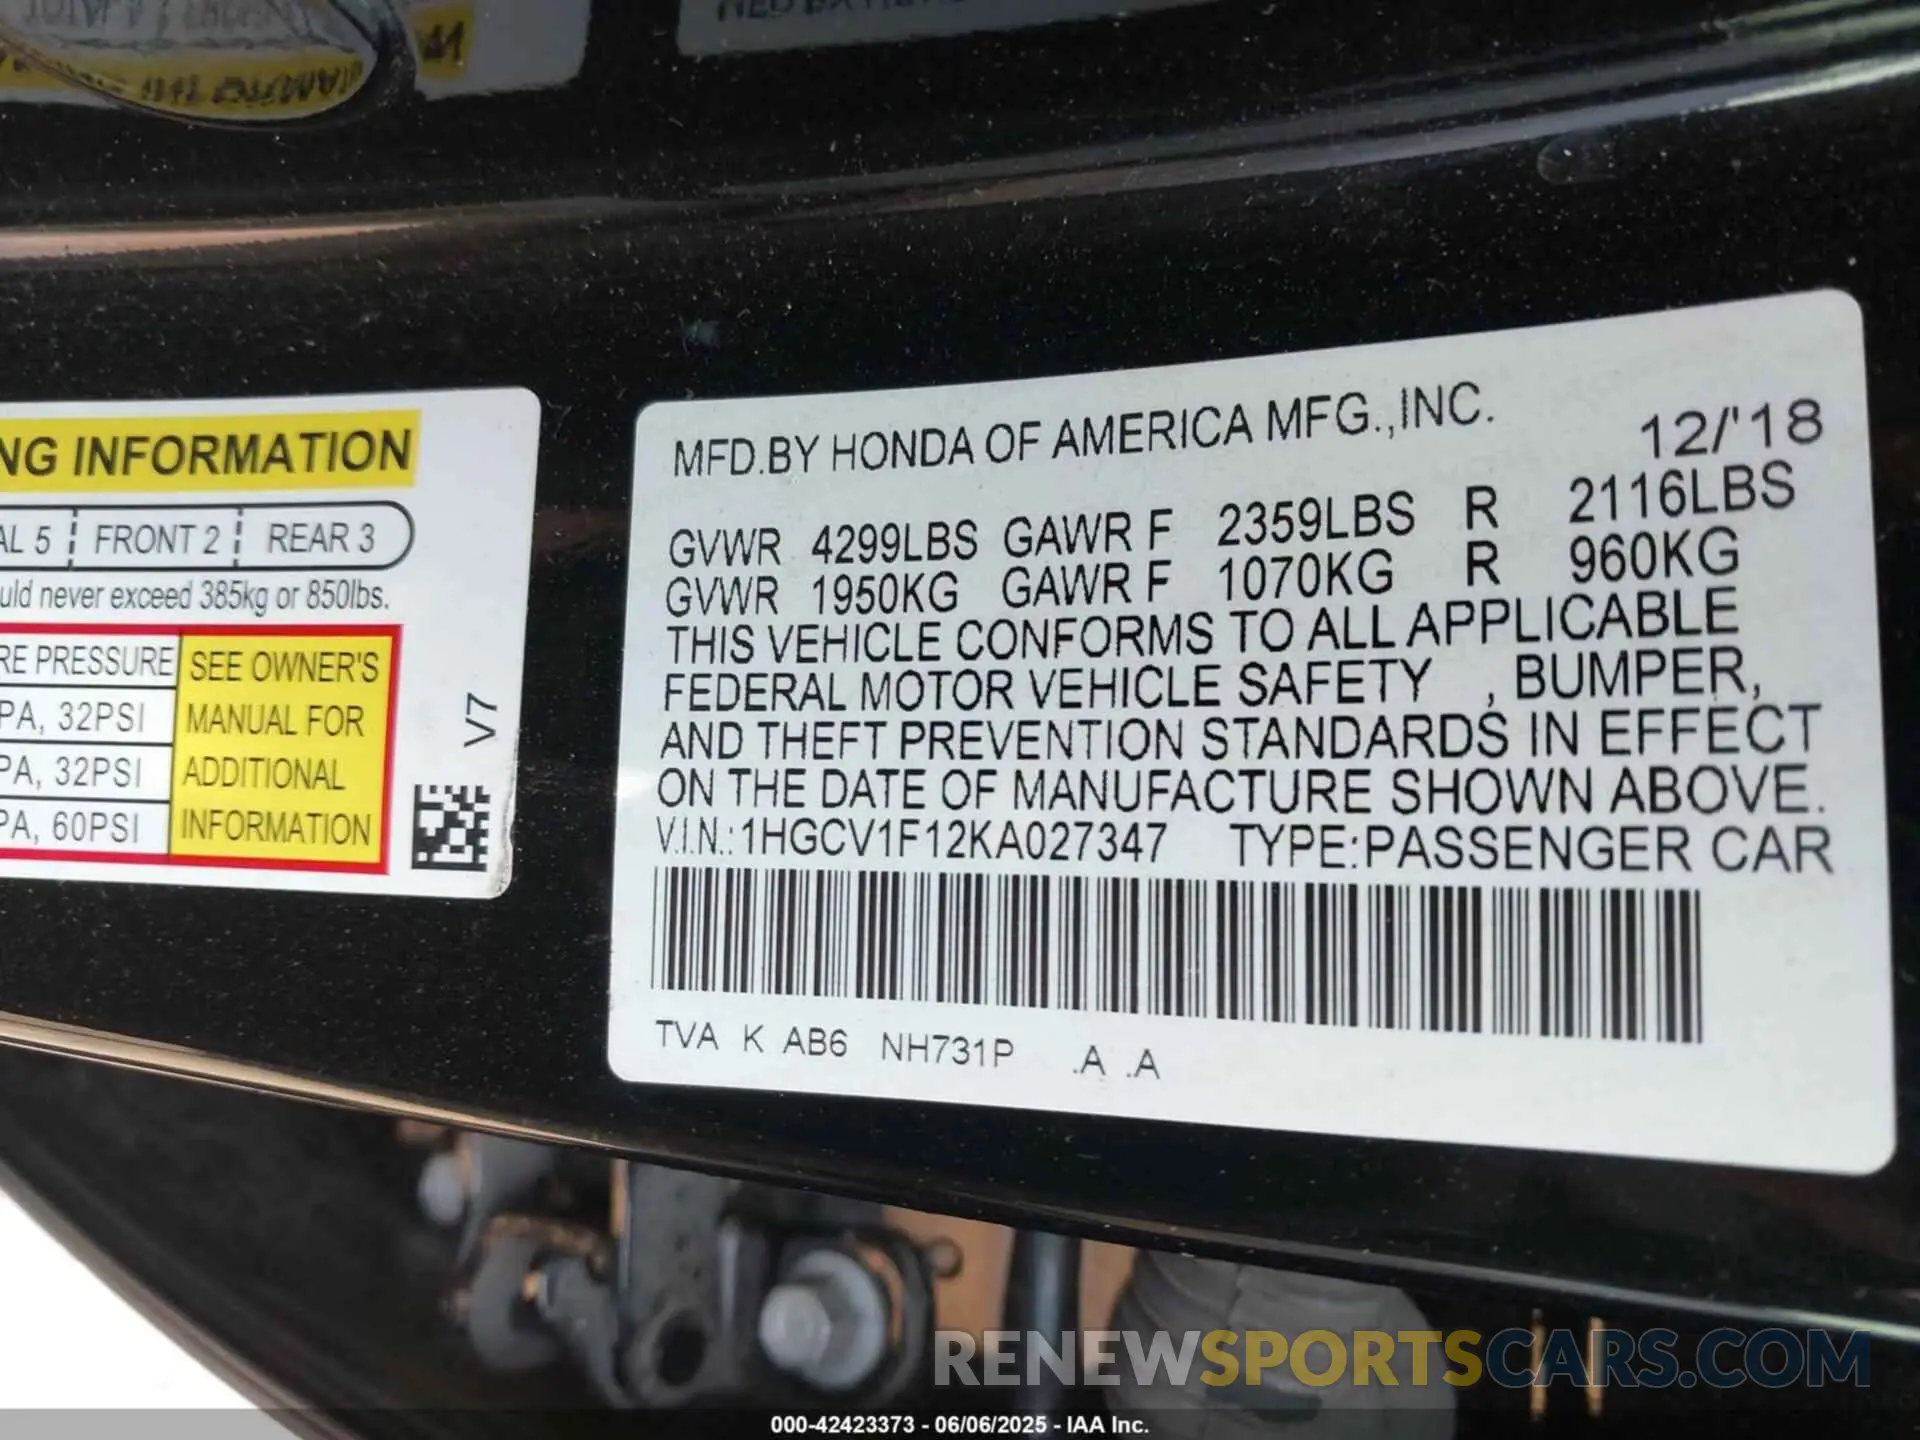 NG INFORMATION
AL 5 FRONT 2 REAR 3
uld never exceed 385kg or 850lbs.
RE PRESSURE SEE OWNER'S
PA, 32PSI MANUAL FOR
PA, 32PSI ADDITIONAL
PA, 60PSI INFORMATION
V7
MFD.BY HONDA OF AMERICA MFG.,INC. 12/'18
GVWR 4299LBS GAWR F 2359LBS R 2116LBS
GVWR 1950KG GAWR F 1070KG R 960KG
THIS VEHICLE CONFORMS TO ALL APPLICABLE
FEDERAL MOTOR VEHICLE SAFETY , BUMPER,
AND THEFT PREVENTION STANDARDS IN EFFECT
ON THE DATE OF MANUFACTURE SHOWN ABOVE.
V.I.N.:1HGCV1F12KA027347 TYPE:PASSENGER CAR
TVA K AB6 NH731P .A .A
RENEWSPORTSCARS.COM
000-42423373 - 06/06/2025 - IAA Inc.